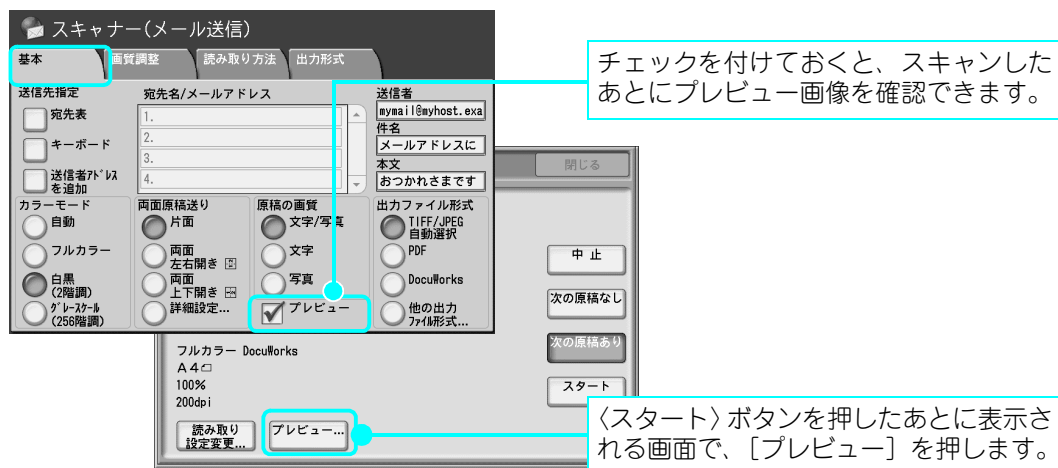 スキャナー(メール送信)
基本
画質調整
読み取り方法
出力形式
送信先指定
宛先表
キーボード
送信者ｱﾄﾞﾚｽ
を追加
宛先名/メールアドレス
1.
2.
3.
4.
送信者
mymail@myhost.exa
件名
メールアドレスに
本文
おつかれさまです
カラーモード
自動
フルカラー
白黒
(2階調)
ｸﾞﾚｰｽｹｰﾙ
(256階調)
両面原稿送り
片面
両面
左右開き
両面
上下開き
詳細設定...
原稿の画質
文字/写真
文字
写真
プレビュー
出力ファイル形式
TIFF/JPEG
自動選択
PDF
DocuWorks
他の出力
ﾌｧｲﾙ形式...
チェックを付けておくと、スキャンした
あとにプレビュー画像を確認できます。
閉じる
中 止
次の原稿なし
次の原稿あり
スタート
フルカラー DocuWorks
A4
100%
200dpi
読み取り
設定変更...
プレビュー...
〈スタート〉ボタンを押したあとに表示さ
れる画面で、［プレビュー］を押します。